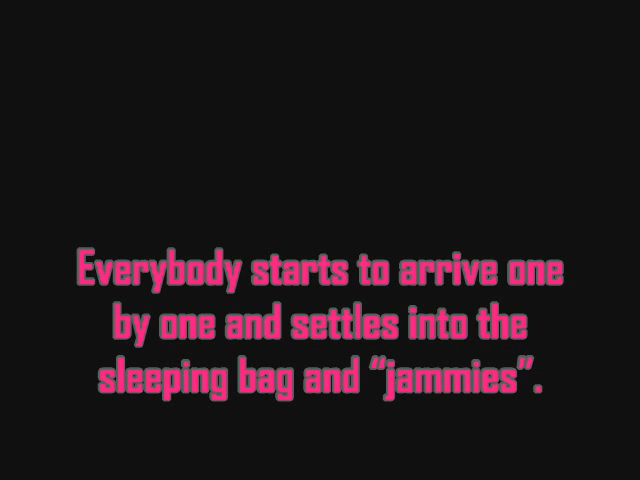 Everybody starts to arrive one
by one and settles into the
sleeping bag and “jammies”.